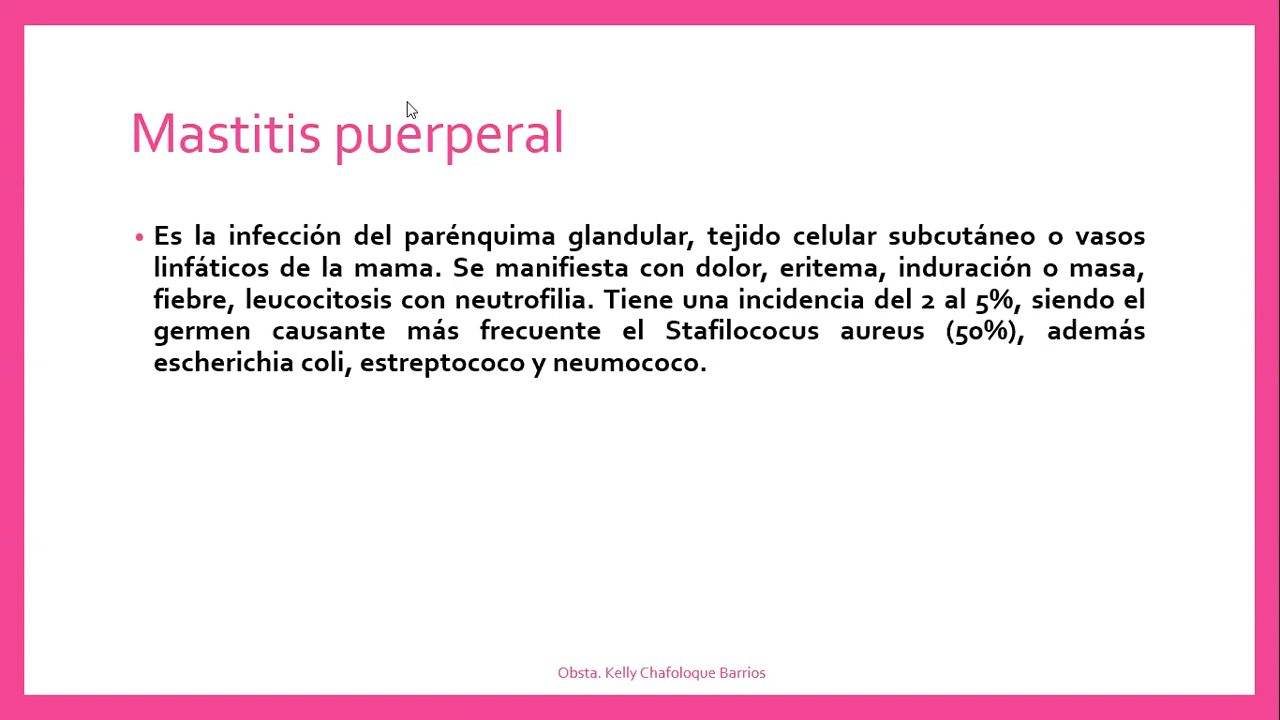 Mastitis puerperal
• Es la infección del parénquima glandular, tejido celular subcutáneo o vasos
linfáticos de la mama. Se manifiesta con dolor, eritema, induración o masa,
fiebre, leucocitosis con neutrofilia. Tiene una incidencia del 2 al 5%, siendo el
germen causante más frecuente el Stafilococus aureus (50%), además
escherichia coli, estreptococo y neumococo.
Obsta. Kelly Chafoloque Barrios